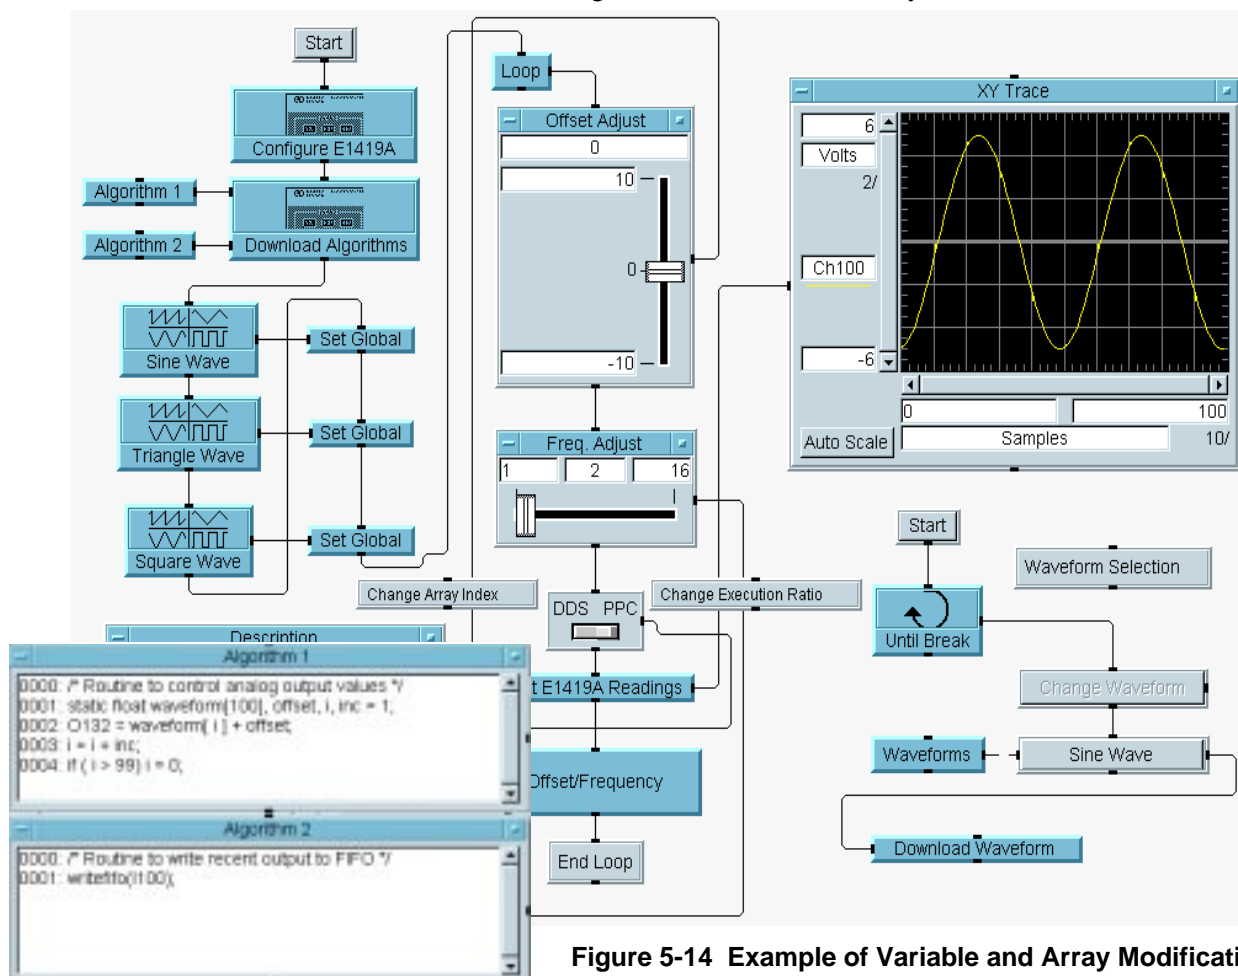 Start
Configure E1419A
Algorithm 1
Algorithm 2
Download Algorithms
Sine Wave
Set Global
Triangle Wave
Set Global
Square Wave
Set Global
Loop
Offset Adjust
0
10
0
-10
Freq. Adjust
1 2 16
Change Array Index
DDS PPC
Change Execution Ratio
E1419A Readings
Offset/Frequency
End Loop
XY Trace
6
Volts
2/
Ch100
-6
0 100
Auto Scale Samples 10/
Start
Waveform Selection
Until Break
Change Waveform
Waveforms
Sine Wave
Download Waveform
Description
Algorithm 1
0000: /* Routine to control analog output values */
0001: static float waveform[100], offset, i, inc = 1;
0002: O132 = waveform[ i ] + offset;
0003: i = i + inc;
0004: if ( i > 99) i = 0;
Algorithm 2
0000: /* Routine to write recent output to FIFO */
0001: writefifo(I100);
Figure 5-14 Example of Variable and Array Modificati